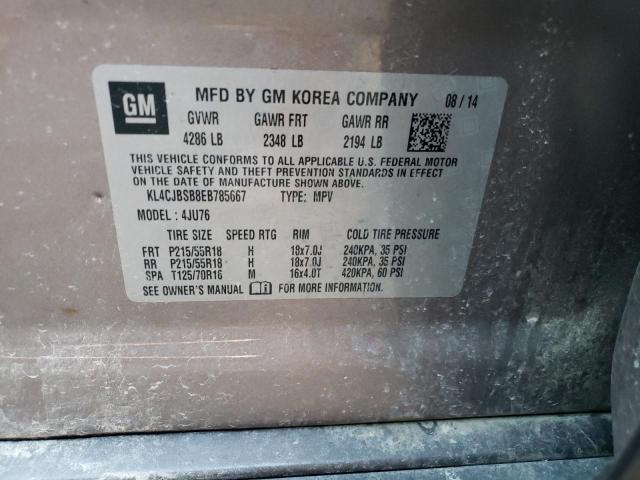 GM MFD BY GM KOREA COMPANY 08/14
GVWR GAWR FRT GAWR RR
4286 LB 2348 LB 2194 LB
THIS VEHICLE CONFORMS TO ALL APPLICABLE U.S. FEDERAL MOTOR
VEHICLE SAFETY AND THEFT PREVENTION STANDARDS IN EFFECT
ON THE DATE OF MANUFACTURE SHOWN ABOVE.
KL4CJBSB8EB785667 TYPE: MPV
MODEL: 4JU76
TIRE SIZE SPEED RTG RIM COLD TIRE PRESSURE
FRT P215/55R18 H 18x7.0J 240KPA, 35 PSI
RR P215/55R18 H 18x7.0J 240KPA, 35 PSI
SPA T125/70R16 M 16x4.0T 420KPA, 60 PSI
SEE OWNER'S MANUAL FOR MORE INFORMATION.